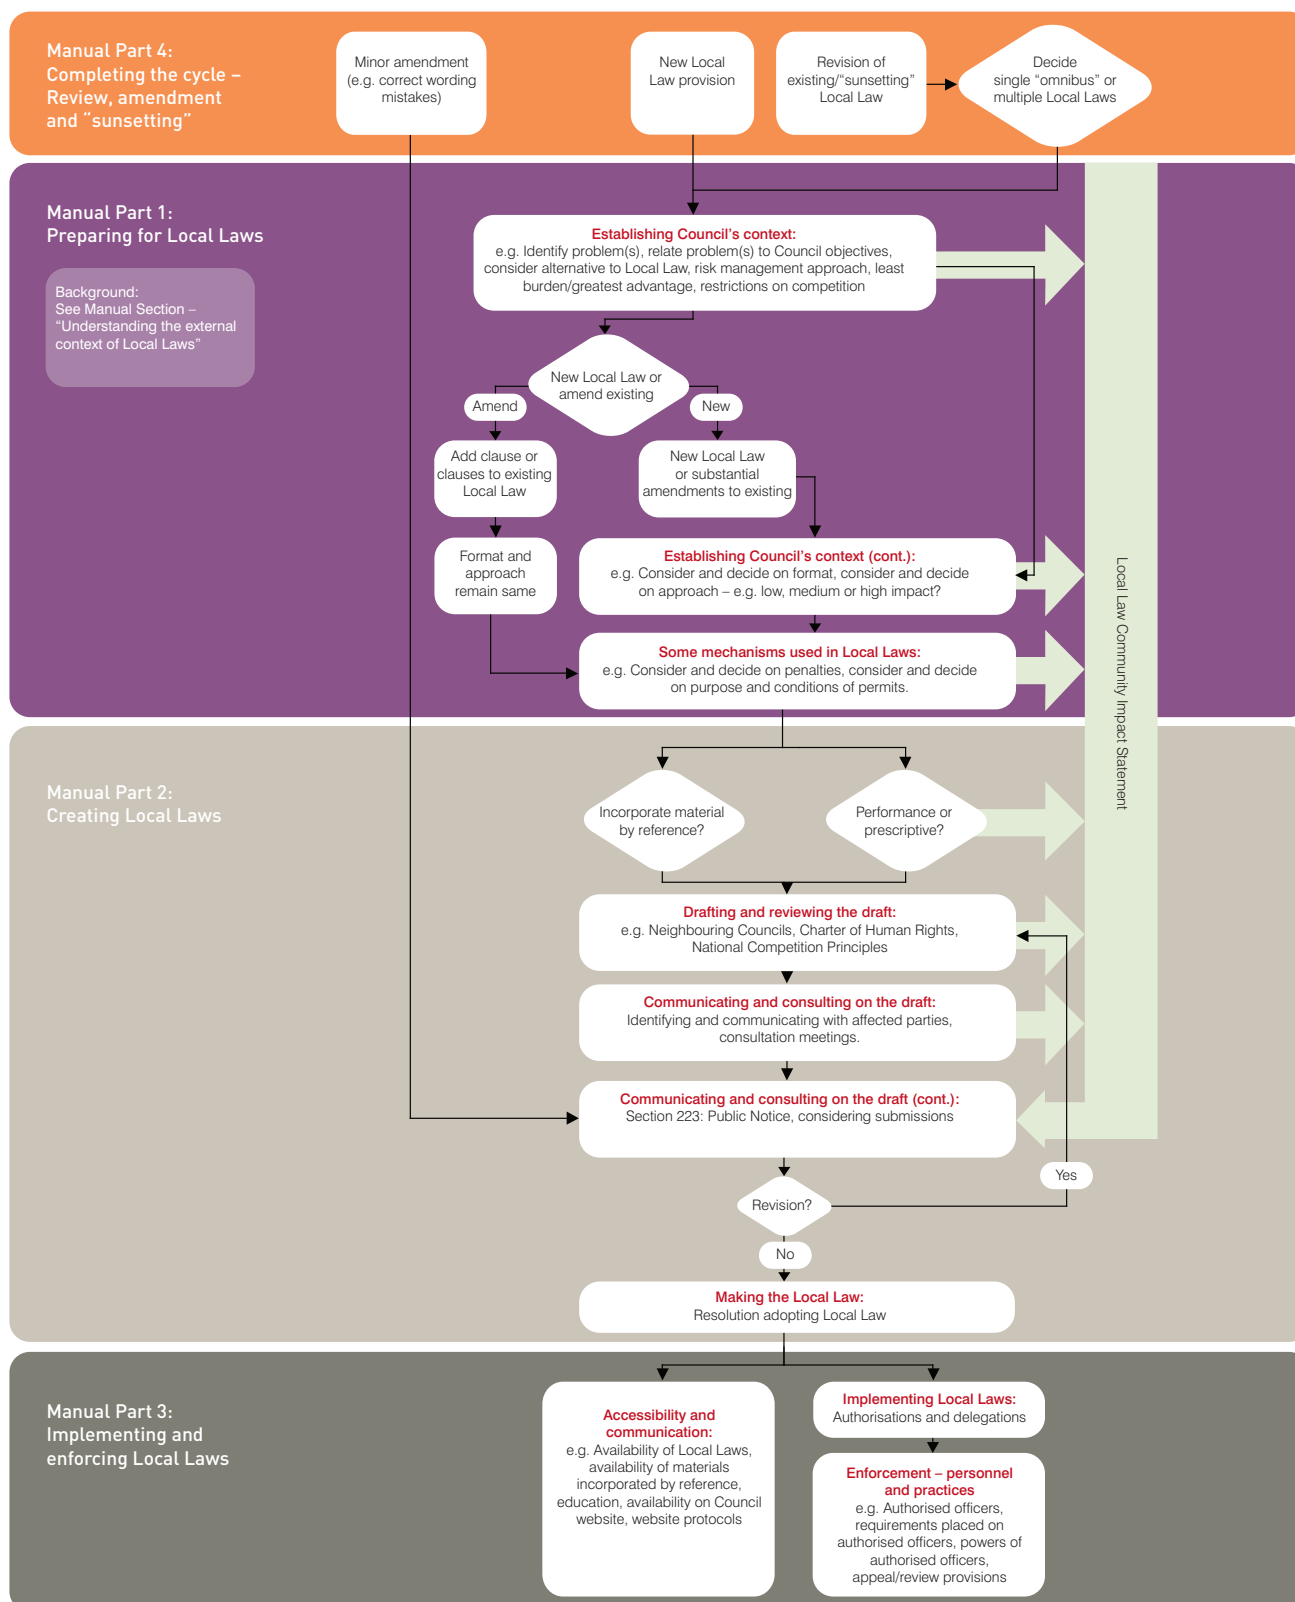 Manual Part 4:
Completing the cycle –
Review, amendment
and “sunsetting”
Minor amendment
(e.g. correct wording
mistakes)
New Local
Law provision
Revision of
existing/“sunsetting”
Local Law
Decide
single “omnibus” or
multiple Local Laws
Manual Part 1:
Preparing for Local Laws
Background:
See Manual Section –
“Understanding the external
context of Local Laws”
Establishing Council’s context:
e.g. Identify problem(s), relate problem(s) to Council objectives,
consider alternative to Local Law, risk management approach, least
burden/greatest advantage, restrictions on competition
New Local Law or
amend existing
Amend
New
Add clause or
clauses to existing
Local Law
New Local Law
or substantial
amendments to existing
Format and
approach
remain same
Establishing Council’s context (cont.):
e.g. Consider and decide on format, consider and decide
on approach – e.g. low, medium or high impact?
Some mechanisms used in Local Laws:
e.g. Consider and decide on penalties, consider and decide
on purpose and conditions of permits.
Local Law Community Impact Statement
Manual Part 2:
Creating Local Laws
Incorporate material
by reference?
Performance or
prescriptive?
Drafting and reviewing the draft:
e.g. Neighbouring Councils, Charter of Human Rights,
National Competition Principles
Communicating and consulting on the draft:
Identifying and communicating with affected parties,
consultation meetings.
Communicating and consulting on the draft (cont.):
Section 223: Public Notice, considering submissions
Yes
Revision?
No
Making the Local Law:
Resolution adopting Local Law
Manual Part 3:
Implementing and
enforcing Local Laws
Accessibility and
communication:
e.g. Availability of Local Laws,
availability of materials
incorporated by reference,
education, availability on Council
website, website protocols
Implementing Local Laws:
Authorisations and delegations
Enforcement – personnel
and practices
e.g. Authorised officers,
requirements placed on
authorised officers, powers of
authorised officers,
appeal/review provisions